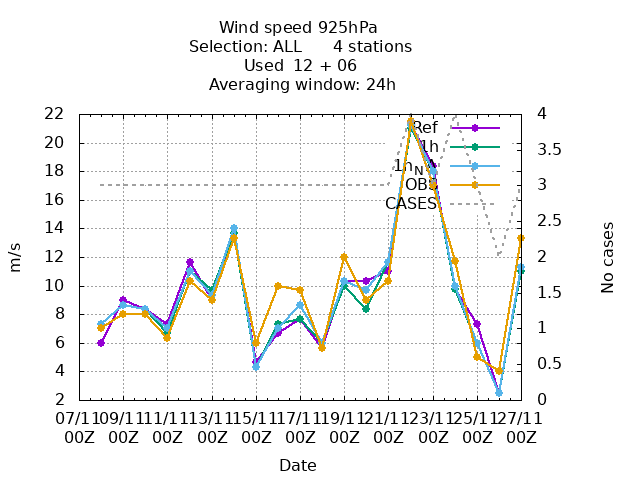 Wind speed 925hPa
Selection: ALL 4 stations
Used 12 + 06
Averaging window: 24h
22
20
18
16
14
12
10
8
6
4
2
m/s
4
3.5
3
2.5
2
1.5
1
0.5
0
No cases
Ref
1h
1hN
OBS
CASES
07/11 09/11 11/11 13/11 15/11 17/11 19/11 21/11 23/11 25/11 27/11
00Z 00Z 00Z 00Z 00Z 00Z 00Z 00Z 00Z 00Z 00Z
Date